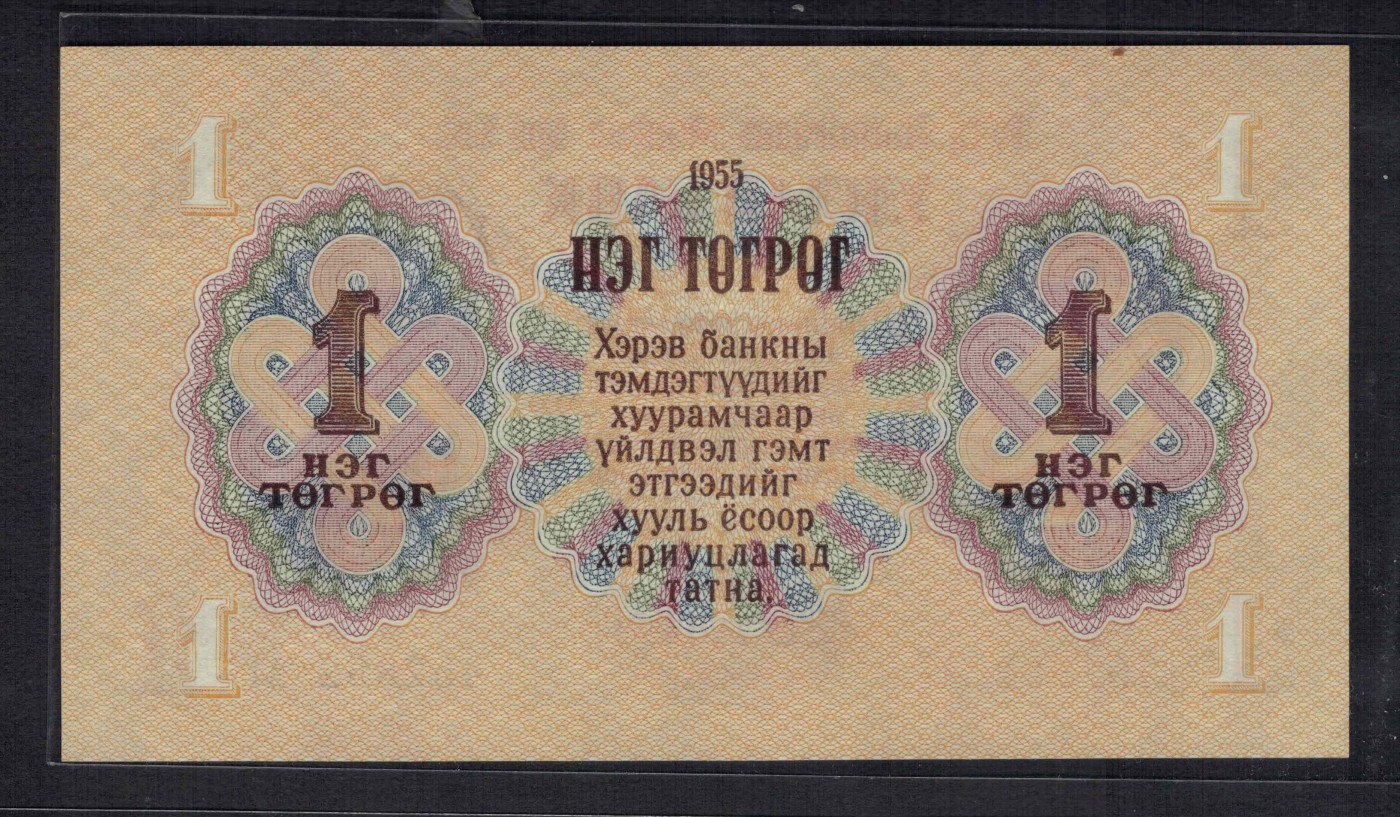 1 1
1955
НЭГ ТӨГРӨГ
Хэрэв банкны
тэмдэгтүүдийг
хуурамчаар
үйлдвэл гэмт
этгээдийг
хууль ёсоор
хариуцлагад
татна.
1
НЭГ
ТӨГРӨГ
1
НЭГ
ТӨГРӨГ
1 1